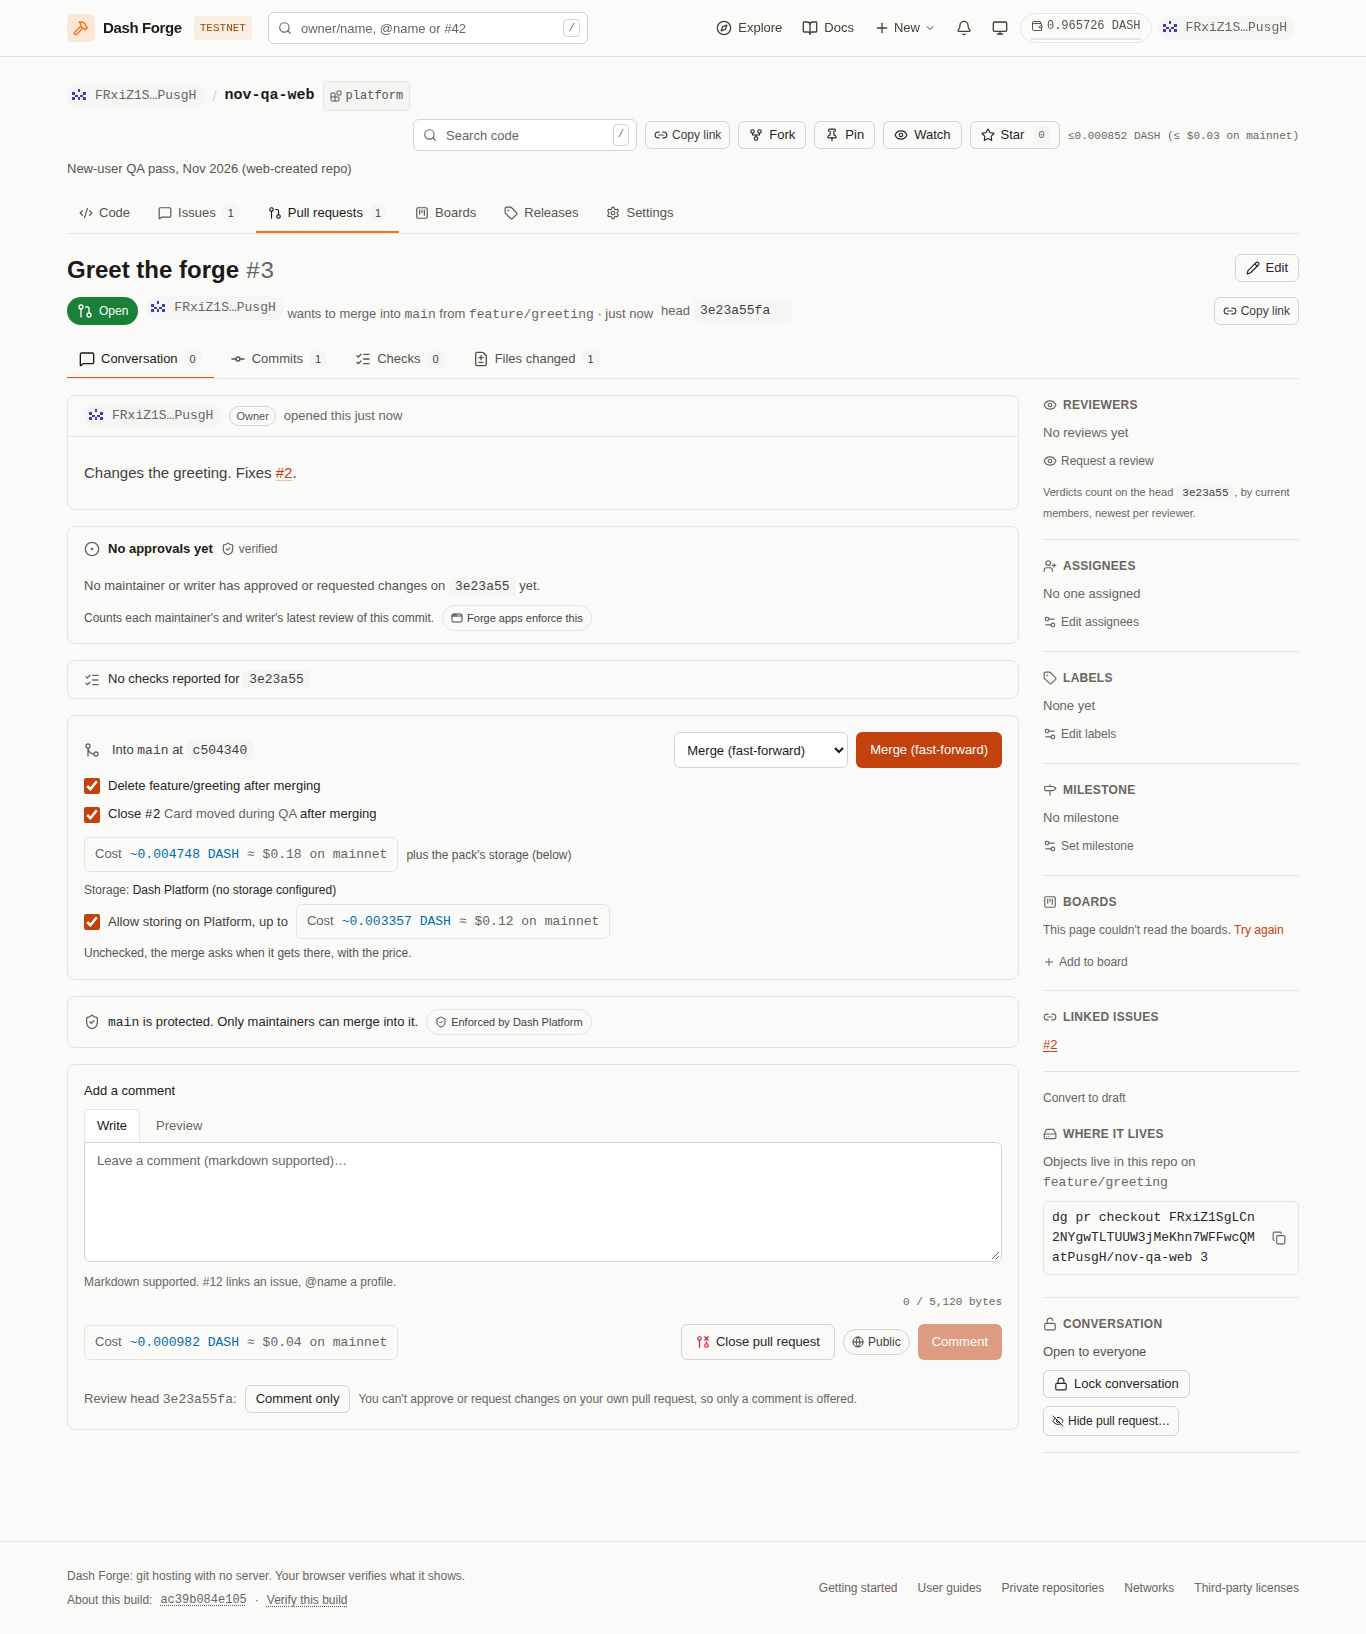 Dash Forge TESTNET owner/name, @name or #42 / Explore Docs New 0.965726 DASH FRxiZ1S…PusgH
FRxiZ1S…PusgH / nov-qa-web platform
Search code / Copy link Fork Pin Watch Star 0 ≤0.000852 DASH (≤ $0.03 on mainnet)
New-user QA pass, Nov 2026 (web-created repo)
Code Issues 1 Pull requests 1 Boards Releases Settings
Greet the forge #3
Edit
Open FRxiZ1S…PusgH wants to merge into main from feature/greeting · just now head 3e23a55fa
Copy link
Conversation 0 Commits 1 Checks 0 Files changed 1
FRxiZ1S…PusgH Owner opened this just now
Changes the greeting. Fixes #2.
No approvals yet verified
No maintainer or writer has approved or requested changes on 3e23a55 yet.
Counts each maintainer's and writer's latest review of this commit. Forge apps enforce this
No checks reported for 3e23a55
Into main at c504340
Merge (fast-forward) Merge (fast-forward)
Delete feature/greeting after merging
Close #2 Card moved during QA after merging
Cost ~0.004748 DASH ≈ $0.18 on mainnet plus the pack's storage (below)
Storage: Dash Platform (no storage configured)
Allow storing on Platform, up to Cost ~0.003357 DASH ≈ $0.12 on mainnet
Unchecked, the merge asks when it gets there, with the price.
main is protected. Only maintainers can merge into it. Enforced by Dash Platform
Add a comment
Write Preview
Leave a comment (markdown supported)…
Markdown supported. #12 links an issue, @name a profile.
0 / 5,120 bytes
Cost ~0.000982 DASH ≈ $0.04 on mainnet
Close pull request Public Comment
Review head 3e23a55fa: Comment only You can't approve or request changes on your own pull request, so only a comment is offered.
REVIEWERS
No reviews yet
Request a review
Verdicts count on the head 3e23a55, by current
members, newest per reviewer.
ASSIGNEES
No one assigned
Edit assignees
LABELS
None yet
Edit labels
MILESTONE
No milestone
Set milestone
BOARDS
This page couldn't read the boards. Try again
Add to board
LINKED ISSUES
#2
Convert to draft
WHERE IT LIVES
Objects live in this repo on
feature/greeting
dg pr checkout FRxiZ1SgLCn
2NYgwTLTUUW3jMeKhn7WFFwcQM
atPusgH/nov-qa-web 3
CONVERSATION
Open to everyone
Lock conversation
Hide pull request…
Dash Forge: git hosting with no server. Your browser verifies what it shows.
About this build: ac39b084e105 · Verify this build
Getting started User guides Private repositories Networks Third-party licenses